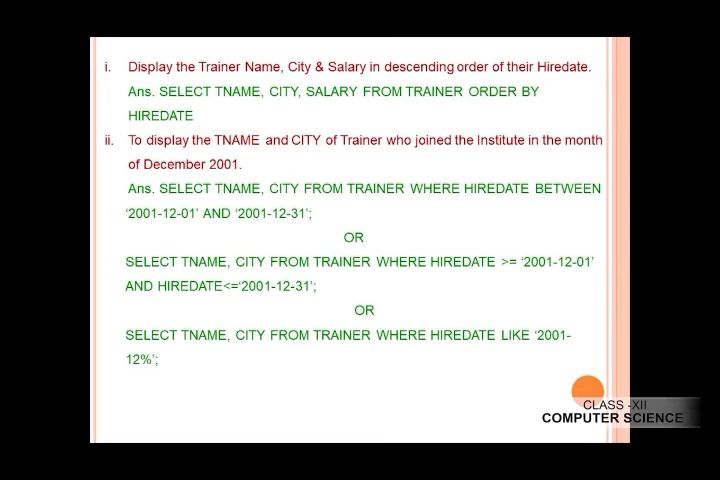 i. Display the Trainer Name, City & Salary in descending order of their Hiredate.
Ans. SELECT TNAME, CITY, SALARY FROM TRAINER ORDER BY
HIREDATE
ii. To display the TNAME and CITY of Trainer who joined the Institute in the month
of December 2001.
Ans. SELECT TNAME, CITY FROM TRAINER WHERE HIREDATE BETWEEN
‘2001-12-01’ AND ‘2001-12-31’;
OR
SELECT TNAME, CITY FROM TRAINER WHERE HIREDATE >= ‘2001-12-01’
AND HIREDATE<=‘2001-12-31’;
OR
SELECT TNAME, CITY FROM TRAINER WHERE HIREDATE LIKE ‘2001-
12%’;
CLASS -XII
COMPUTER SCIENCE